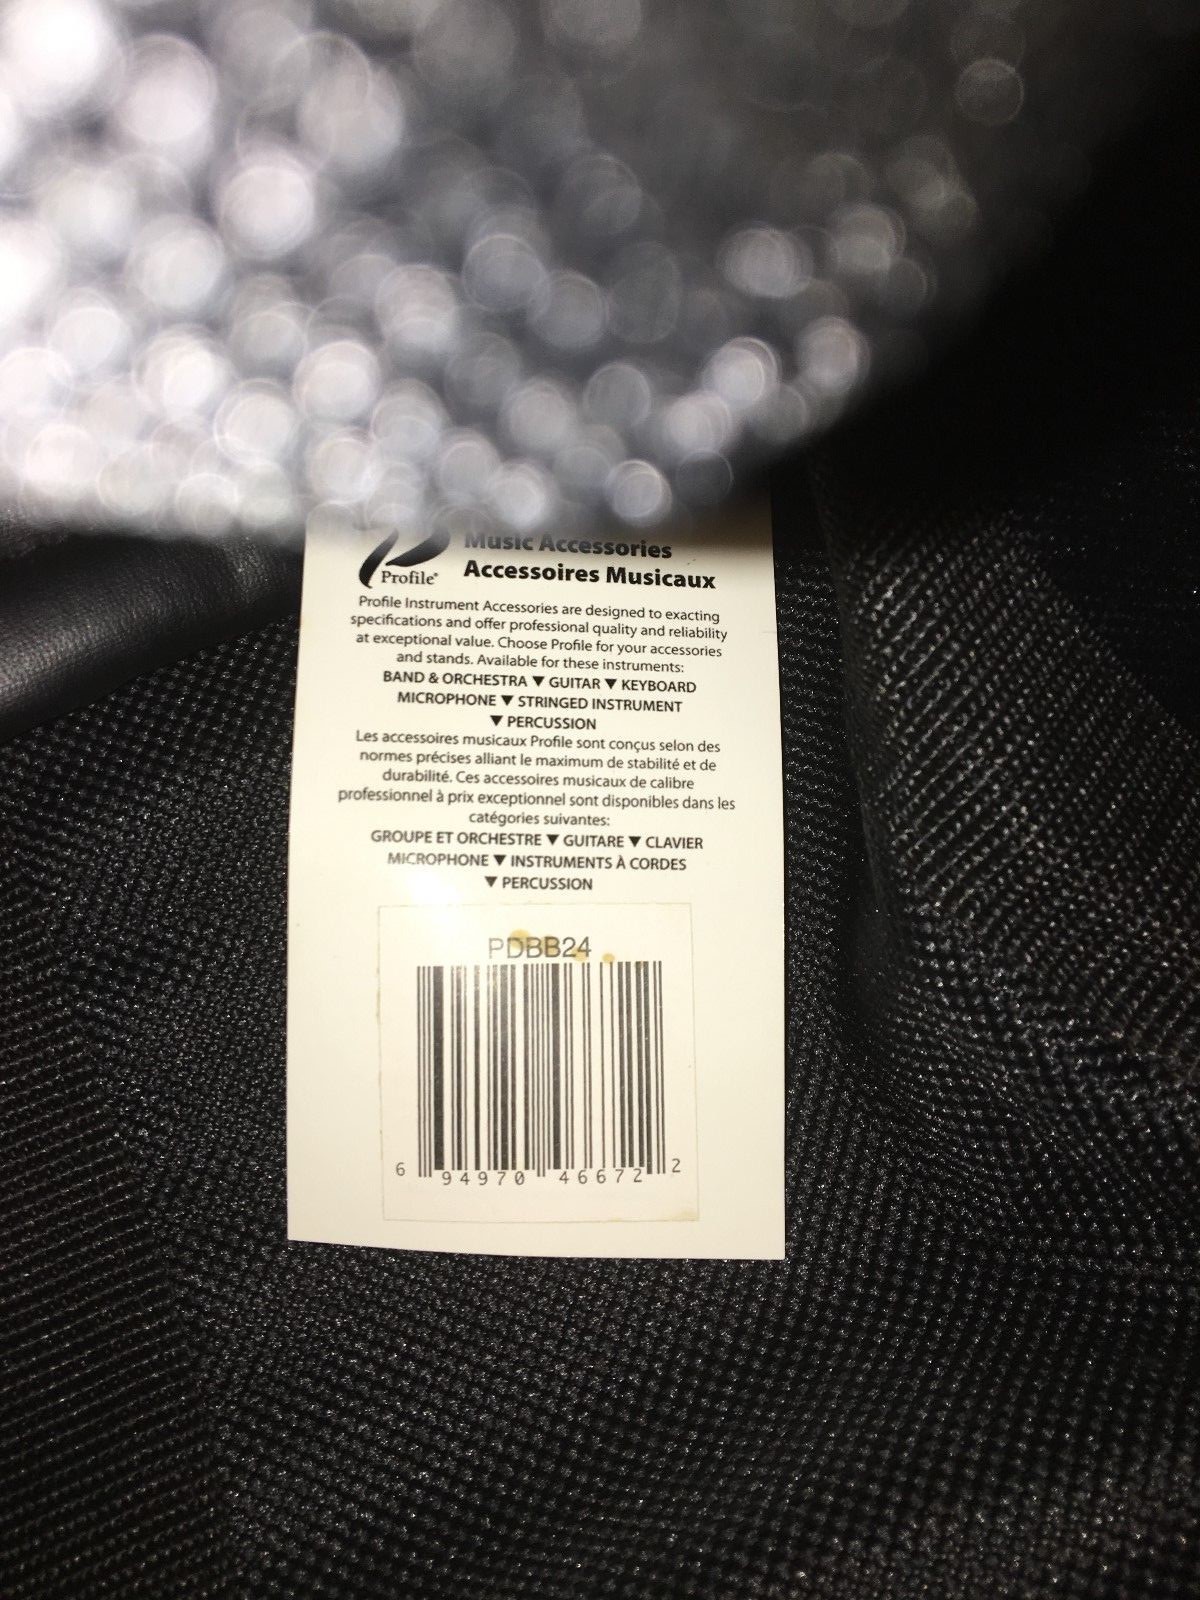 Music Accessories
Profile®
Accessoires Musicaux
Profile Instrument Accessories are designed to exacting
specifications and offer professional quality and reliability
at exceptional value. Choose Profile for your accessories
and stands. Available for these instruments:
BAND & ORCHESTRA ▼ GUITAR ▼ KEYBOARD
MICROPHONE ▼ STRINGED INSTRUMENT
▼ PERCUSSION
Les accessoires musicaux Profile sont conçus selon des
normes précises alliant le maximum de stabilité et de
durabilité. Ces accessoires musicaux de calibre
professionnel à prix exceptionnel sont disponibles dans les
catégories suivantes:
GROUPE ET ORCHESTRE ▼ GUITARE ▼ CLAVIER
MICROPHONE ▼ INSTRUMENTS À CORDES
▼ PERCUSSION
PDBB24
6 94970 46672 2